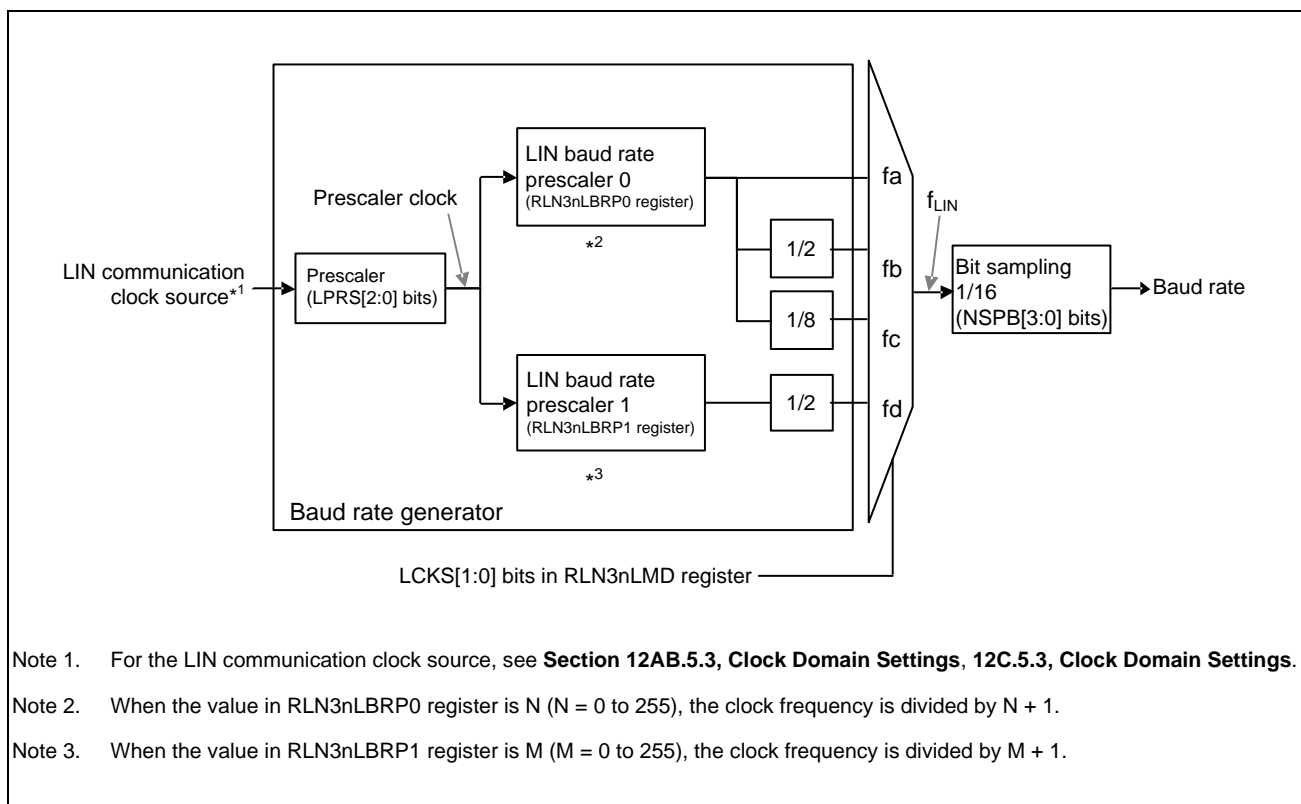 LIN baud rate
prescaler 0
(RLN3nLBRP0 register)
*2
Prescaler clock
LIN communication
clock source*1
Prescaler
(LPRS[2:0] bits)
LIN baud rate
prescaler 1
(RLN3nLBRP1 register)
*3
1/2
1/8
1/2
fa
fb
fc
fd
fLIN
Bit sampling
1/16
(NSPB[3:0] bits)
Baud rate
Baud rate generator
LCKS[1:0] bits in RLN3nLMD register
Note 1. For the LIN communication clock source, see Section 12AB.5.3, Clock Domain Settings, 12C.5.3, Clock Domain Settings.
Note 2. When the value in RLN3nLBRP0 register is N (N = 0 to 255), the clock frequency is divided by N + 1.
Note 3. When the value in RLN3nLBRP1 register is M (M = 0 to 255), the clock frequency is divided by M + 1.